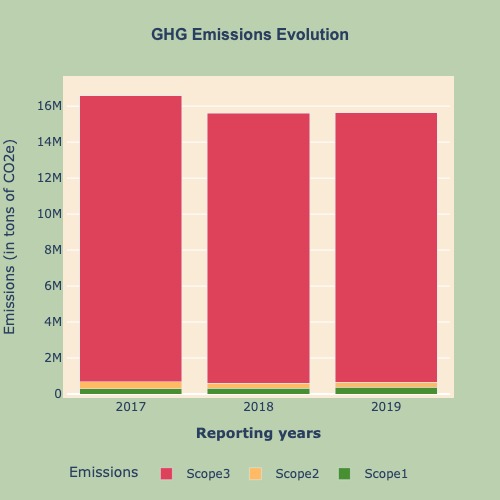 GHG Emissions Evolution
Emissions (in tons of CO2e)
16M
14M
12M
10M
8M
6M
4M
2M
0
2017 2018 2019
Reporting years
Emissions Scope3 Scope2 Scope1